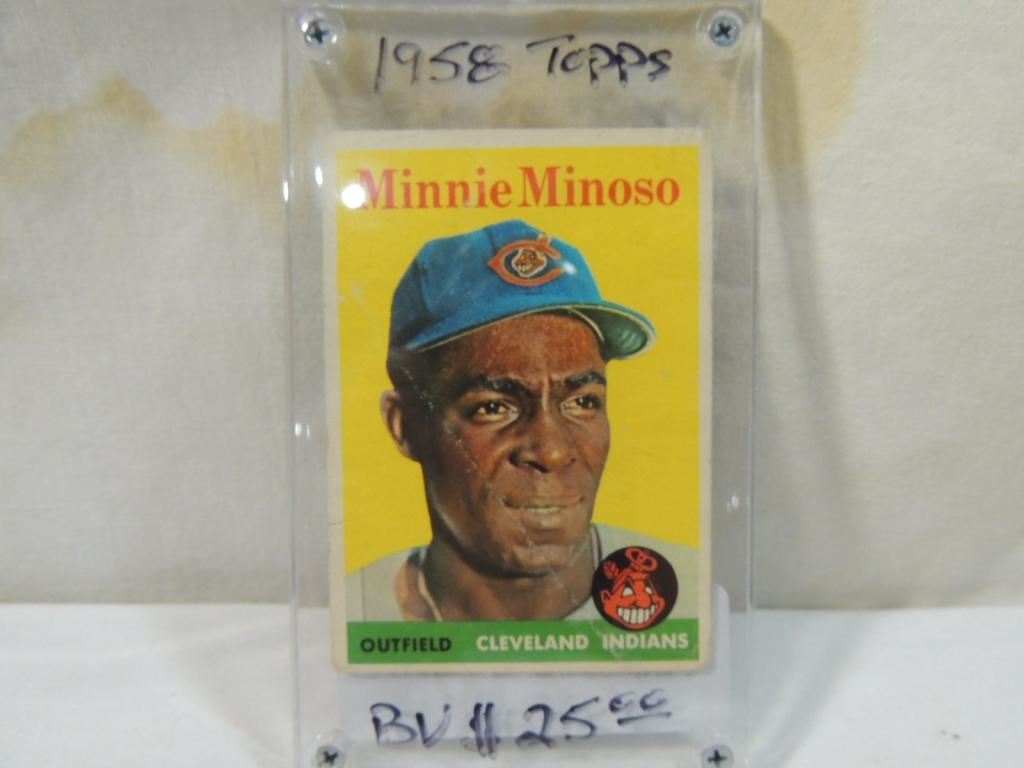 1958 Topps
Minnie Minoso
OUTFIELD CLEVELAND INDIANS
BV $25.00